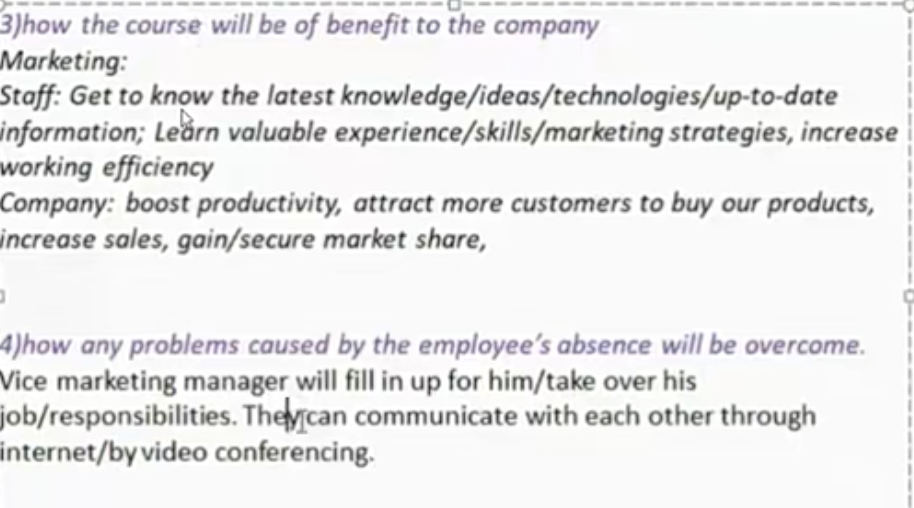 3)how the course will be of benefit to the company
Marketing:
Staff: Get to know the latest knowledge/ideas/technologies/up-to-date
information; Learn valuable experience/skills/marketing strategies, increase
working efficiency
Company: boost productivity, attract more customers to buy our products,
increase sales, gain/secure market share,
4)how any problems caused by the employee's absence will be overcome.
Vice marketing manager will fill in up for him/take over his
job/responsibilities. They can communicate with each other through
internet/by video conferencing.